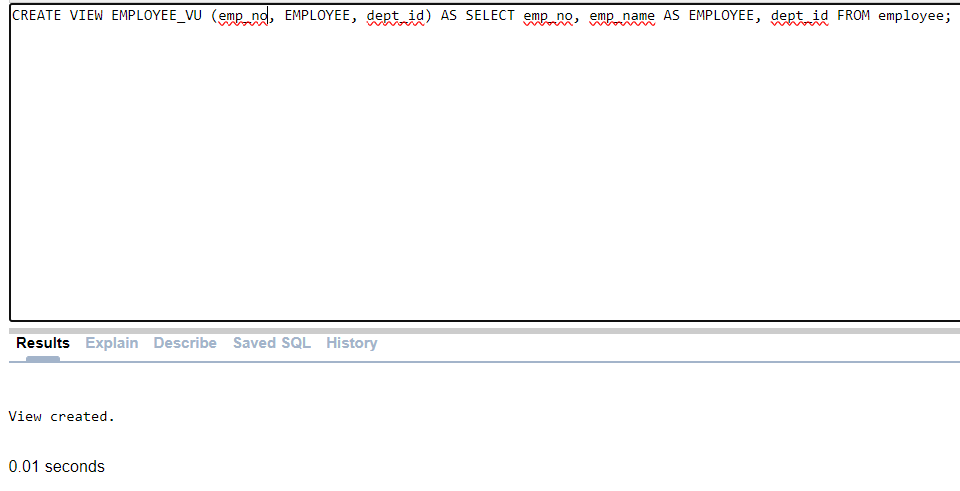 CREATE VIEW EMPLOYEE_VU (emp_no, EMPLOYEE, dept_id) AS SELECT emp_no, emp_name AS EMPLOYEE, dept_id FROM employee;
Results Explain Describe Saved SQL History
View created.
0.01 seconds